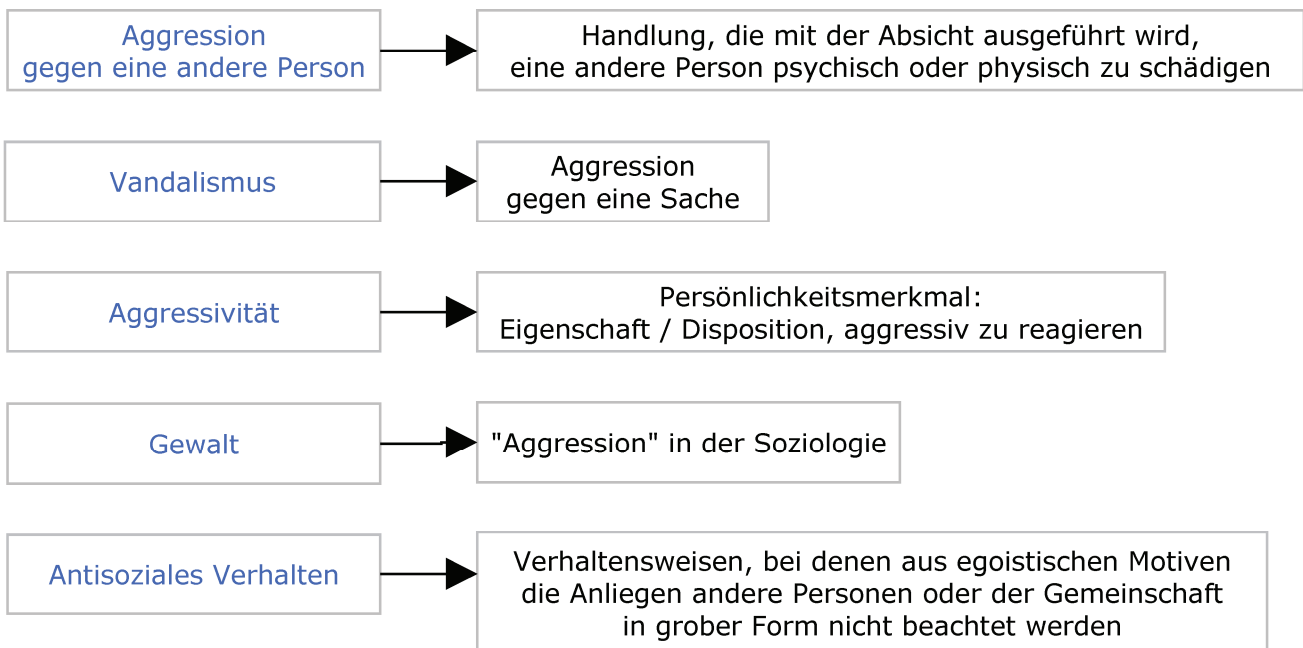 Aggression
gegen eine andere Person
Handlung, die mit der Absicht ausgeführt wird,
eine andere Person psychisch oder physisch zu schädigen
Vandalismus
Aggression
gegen eine Sache
Aggressivität
Persönlichkeitsmerkmal:
Eigenschaft / Disposition, aggressiv zu reagieren
Gewalt
"Aggression" in der Soziologie
Antisoziales Verhalten
Verhaltensweisen, bei denen aus egoistischen Motiven
die Anliegen andere Personen oder der Gemeinschaft
in grober Form nicht beachtet werden